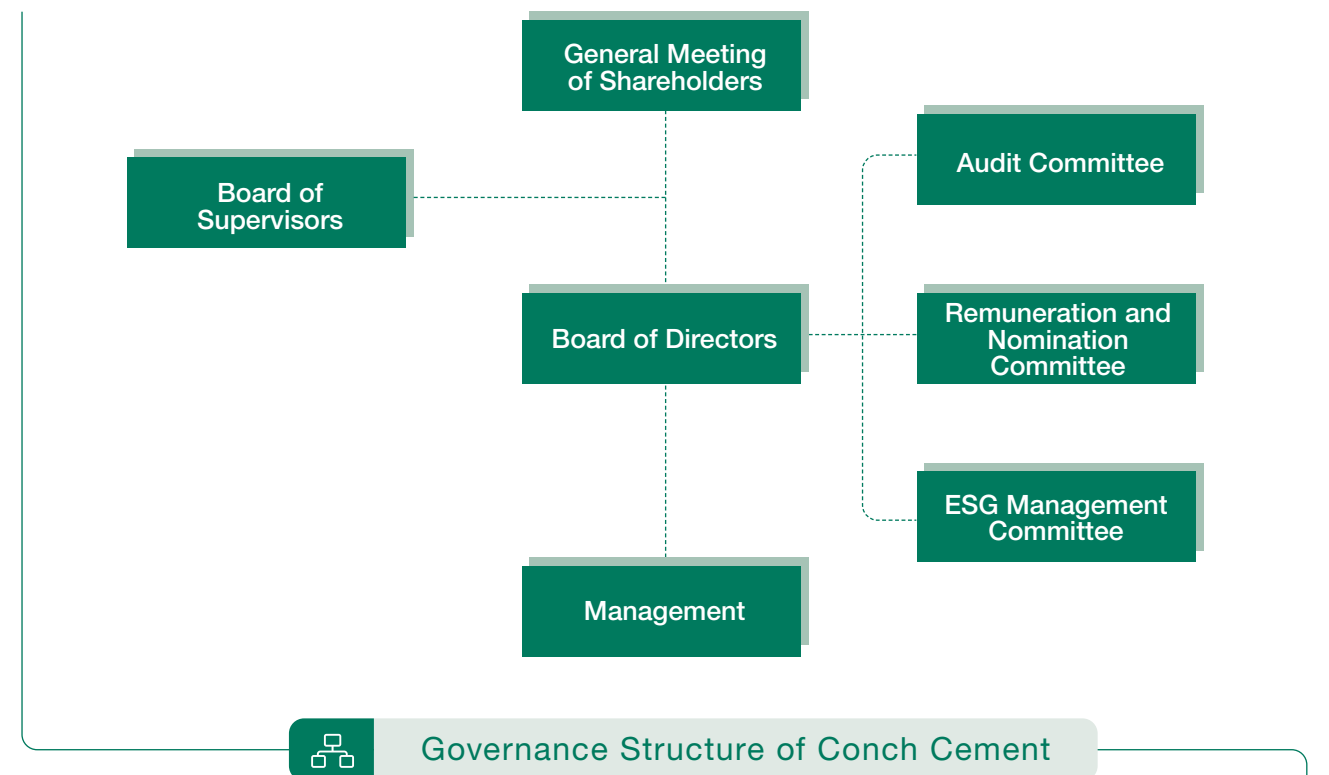 General Meeting
of Shareholders
Board of
Supervisors
Audit Committee
Board of Directors
Remuneration and
Nomination
Committee
ESG Management
Committee
Management
Governance Structure of Conch Cement